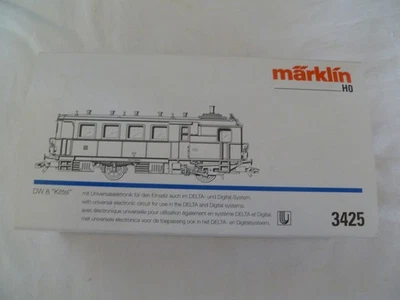 märklin
HO
DW 8 "Kittel"
mit Universalelektronik für den Einsatz auch im DELTA- und Digital-System.
with universal electronic circuit for use in the DELTA and Digital systems.
avec électronique universelle pour utilisation également en système DELTA et Digital
met universele electronica voor de toepassing ook in het DELTA- en Digitaalsysteem.
U
3425